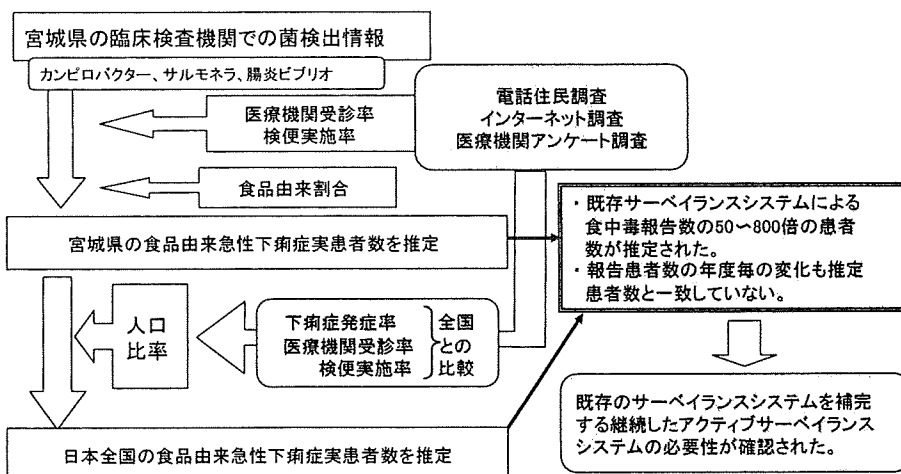 宮城県の臨床検査機関での菌検出情報
カンピロバクター、サルモネラ、腸炎ビブリオ
医療機関受診率
検便実施率
電話住民調査
インターネット調査
医療機関アンケート調査
食品由来割合
宮城県の食品由来急性下痢症実患者数を推定
・既存サーベイランスシステムによる
食中毒報告数の50～800倍の患者
数が推定された。
・報告患者数の年度毎の変化も推定
患者数と一致していない。
人口
比率
下痢症発症率
医療機関受診率
検便実施率
全国
との
比較
既存のサーベイランスシステムを補完
する継続したアクティブサーベイランス
システムの必要性が確認された。
日本全国の食品由来急性下痢症実患者数を推定